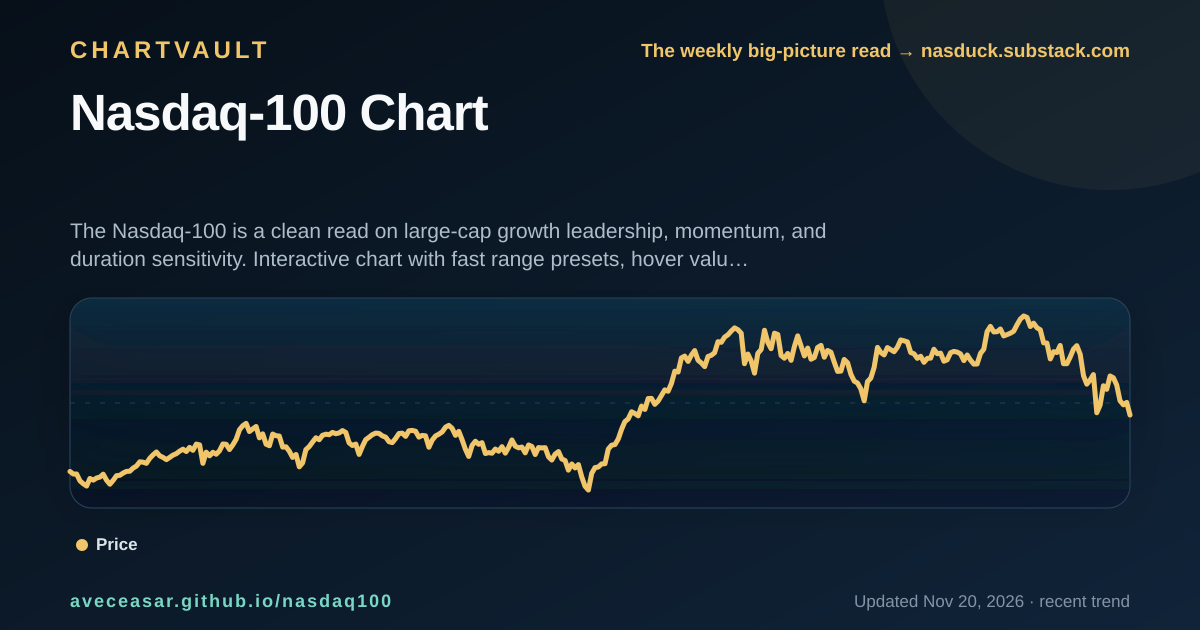 CHARTVAULT
The weekly big-picture read → nasduck.substack.com
Nasdaq-100 Chart
The Nasdaq-100 is a clean read on large-cap growth leadership, momentum, and
duration sensitivity. Interactive chart with fast range presets, hover valu…
Price
aveceasar.github.io/nasdaq100
Updated Nov 20, 2026 · recent trend